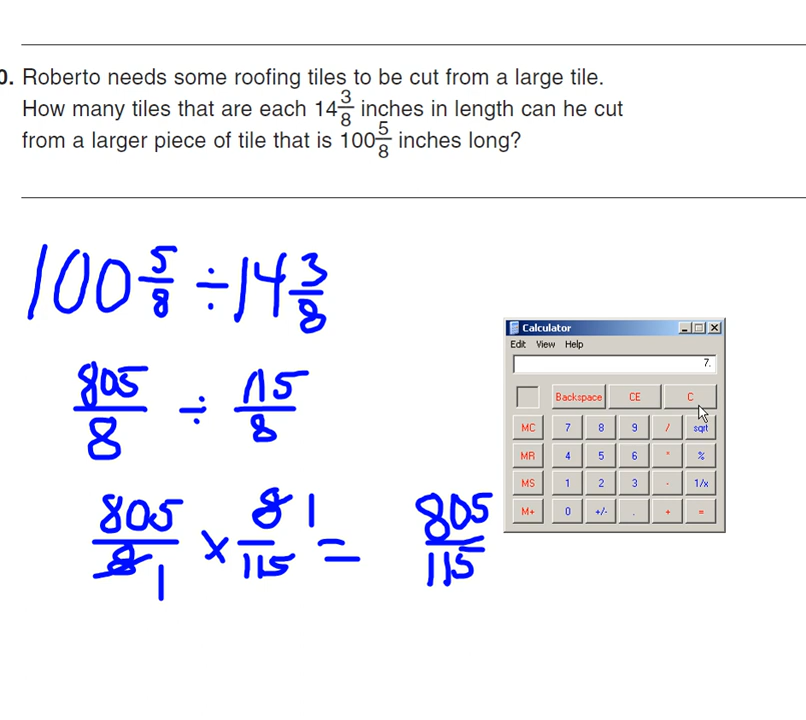 0. Roberto needs some roofing tiles to be cut from a large tile.
How many tiles that are each 14 3/8 inches in length can he cut
from a larger piece of tile that is 100 5/8 inches long?
100 5/8 ÷ 14 3/8
805/8 ÷ 115/8
805/8 1 × 8 1/115 = 805/115
Calculator
Edit View Help
7.
Backspace CE C
MC 7 8 9 / sqrt
MR 4 5 6 * %
MS 1 2 3 - 1/x
M+ 0 +/- . + =